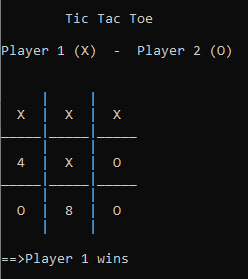 Tic Tac Toe
Player 1 (X)  -  Player 2 (O)
X | X | X
4 | X | O
O | 8 | O
==>Player 1 wins